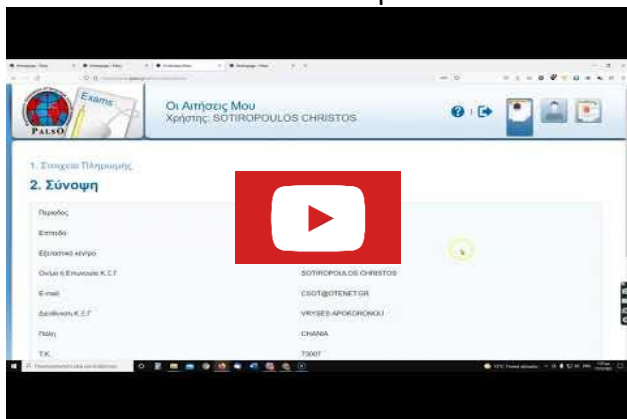 Exams
PALSO
Οι Αιτήσεις Μου
Χρήστης: SOTIROPOULOS CHRISTOS
1. Στοιχεία Πληρωμής
2. Σύνοψη
Περίοδος
Επίπεδο
Εξεταστικό κέντρο
Όνομα ή Επωνυμία Κ.Ξ.Γ. SOTIROPOULOS CHRISTOS
E-mail CSOT@OTENET.GR
Διεύθυνση Κ.Ξ.Γ. VRYSES APOKORONOU
Πόλη CHANIA
Τ.Κ. 73007